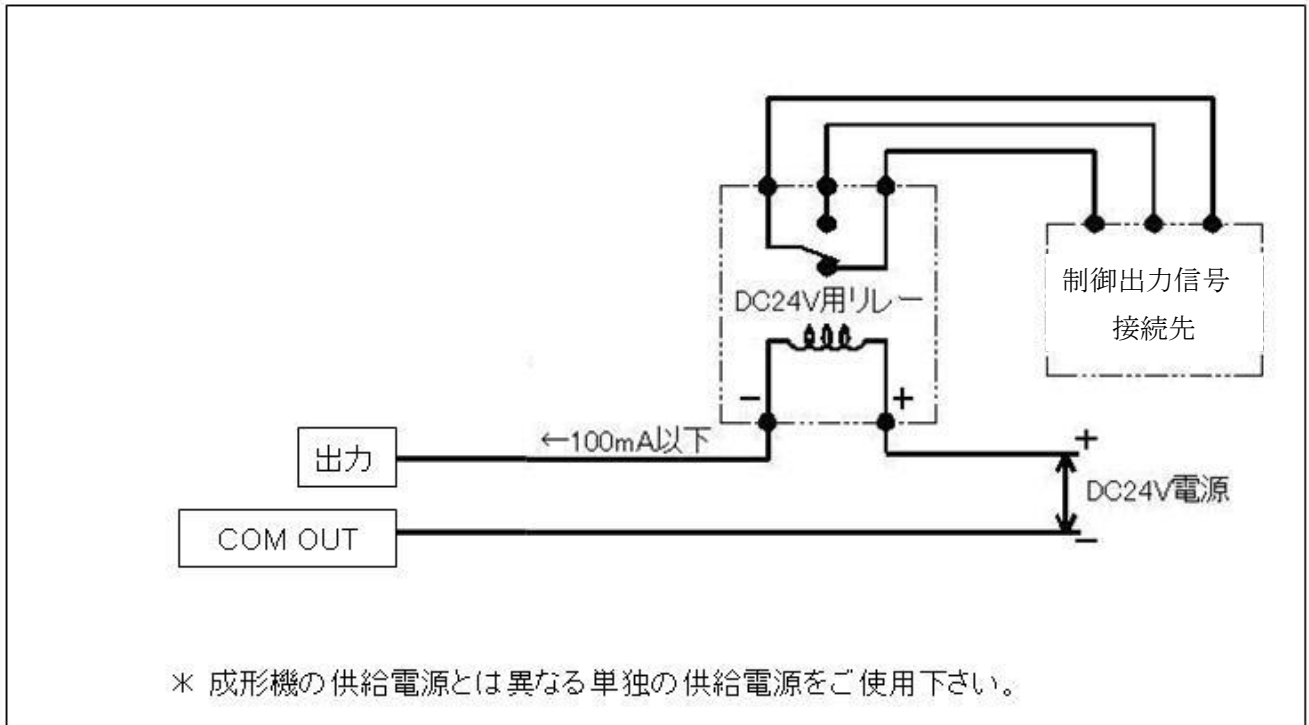 制御出力信号
接続先
DC24V用リレー
− +
←100mA以下
出力
+
DC24V電源
−
COM OUT
* 成形機の供給電源とは異なる単独の供給電源をご使用下さい。